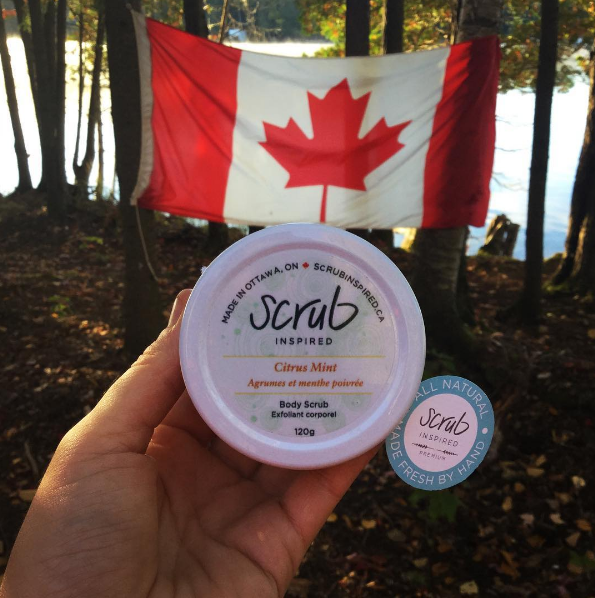 MADE IN OTTAWA, ON 🍁 SCRUBINSPIRED.CA
Scrub
INSPIRED
Citrus Mint
Agrumes et menthe poivrée
Body Scrub
Exfoliant corporel
120g
ALL NATURAL
Scrub
INSPIRED
PREMIUM
MADE FRESH BY HAND